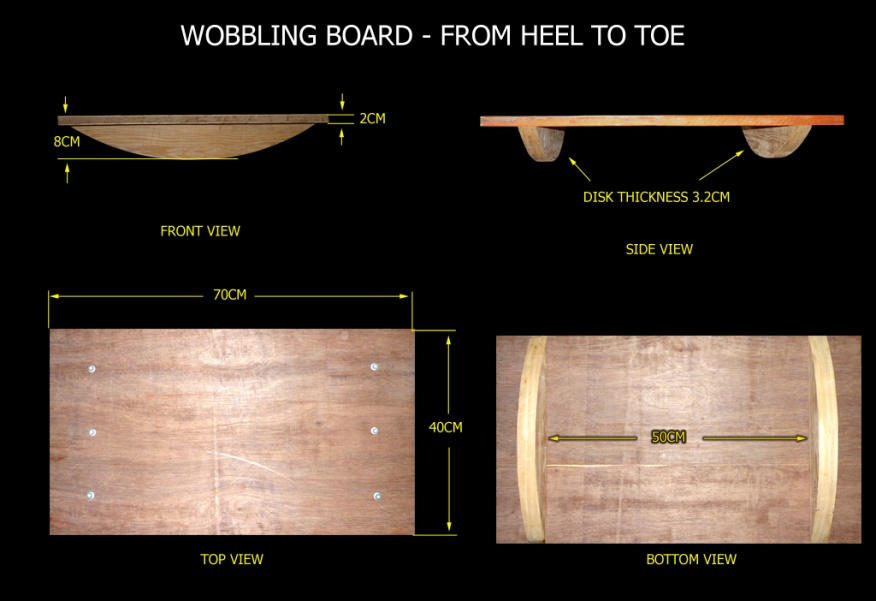 WOBBLING BOARD - FROM HEEL TO TOE
2CM
8CM
FRONT VIEW
DISK THICKNESS 3.2CM
SIDE VIEW
70CM
40CM
TOP VIEW
50CM
BOTTOM VIEW